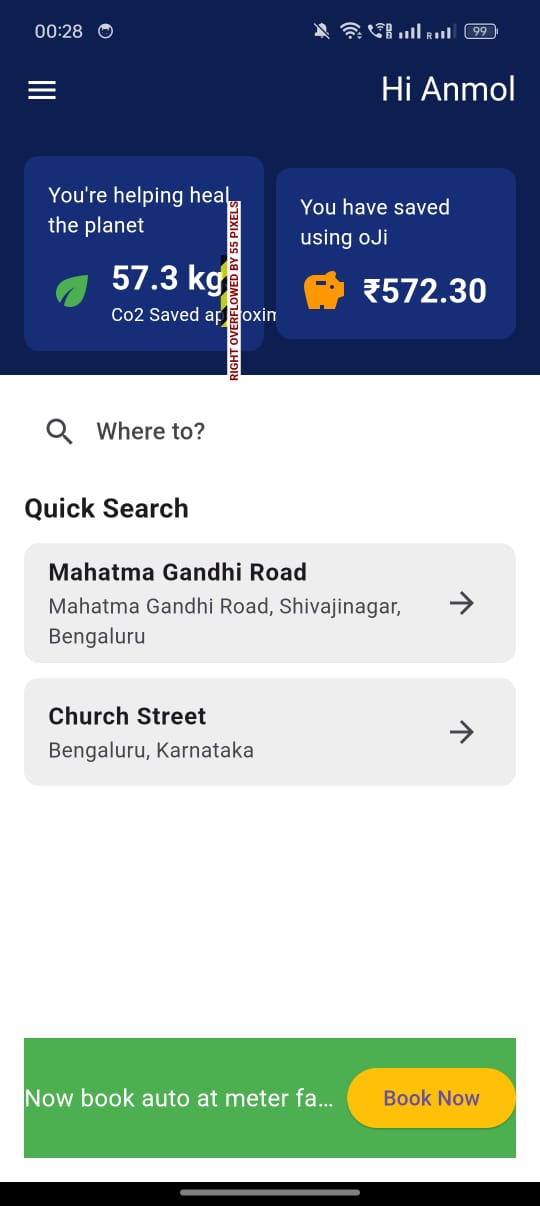 00:28
R
99
Hi Anmol
You're helping heal
the planet
57.3 kg
Co2 Saved ap
oxim
RIGHT OVERFLOWED BY 55 PIXELS
You have saved
using oJi
₹572.30
Where to?
Quick Search
Mahatma Gandhi Road
Mahatma Gandhi Road, Shivajinagar,
Bengaluru
Church Street
Bengaluru, Karnataka
Now book auto at meter fa...
Book Now